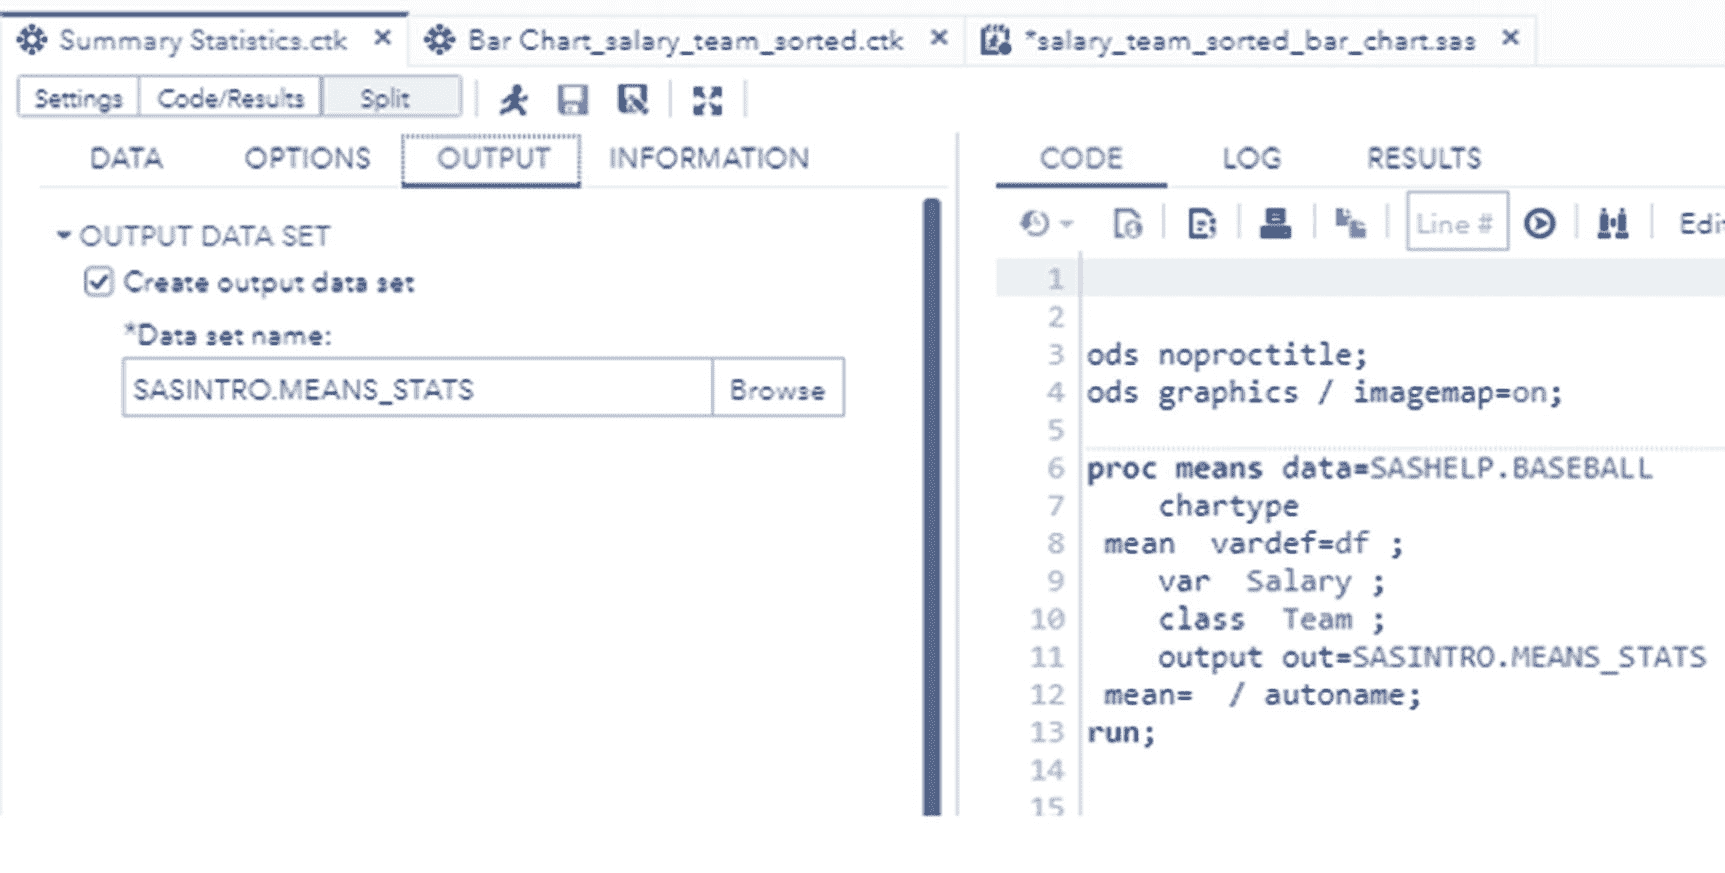 Summary Statistics.ctk × Bar Chart_salary_team_sorted.ctk × *salary_team_sorted_bar_chart.sas ×
Settings Code/Results Split
DATA OPTIONS OUTPUT INFORMATION
OUTPUT DATA SET
Create output data set
*Data set name:
SASINTRO.MEANS_STATS Browse
CODE LOG RESULTS
Line # Edi
1
2
3 ods noproctitle;
4 ods graphics / imagemap=on;
5
6 proc means data=SASHELP.BASEBALL
7 chartype
8 mean vardef=df ;
9 var Salary ;
10 class Team ;
11 output out=SASINTRO.MEANS_STATS
12 mean= / autoname;
13 run;
14
15